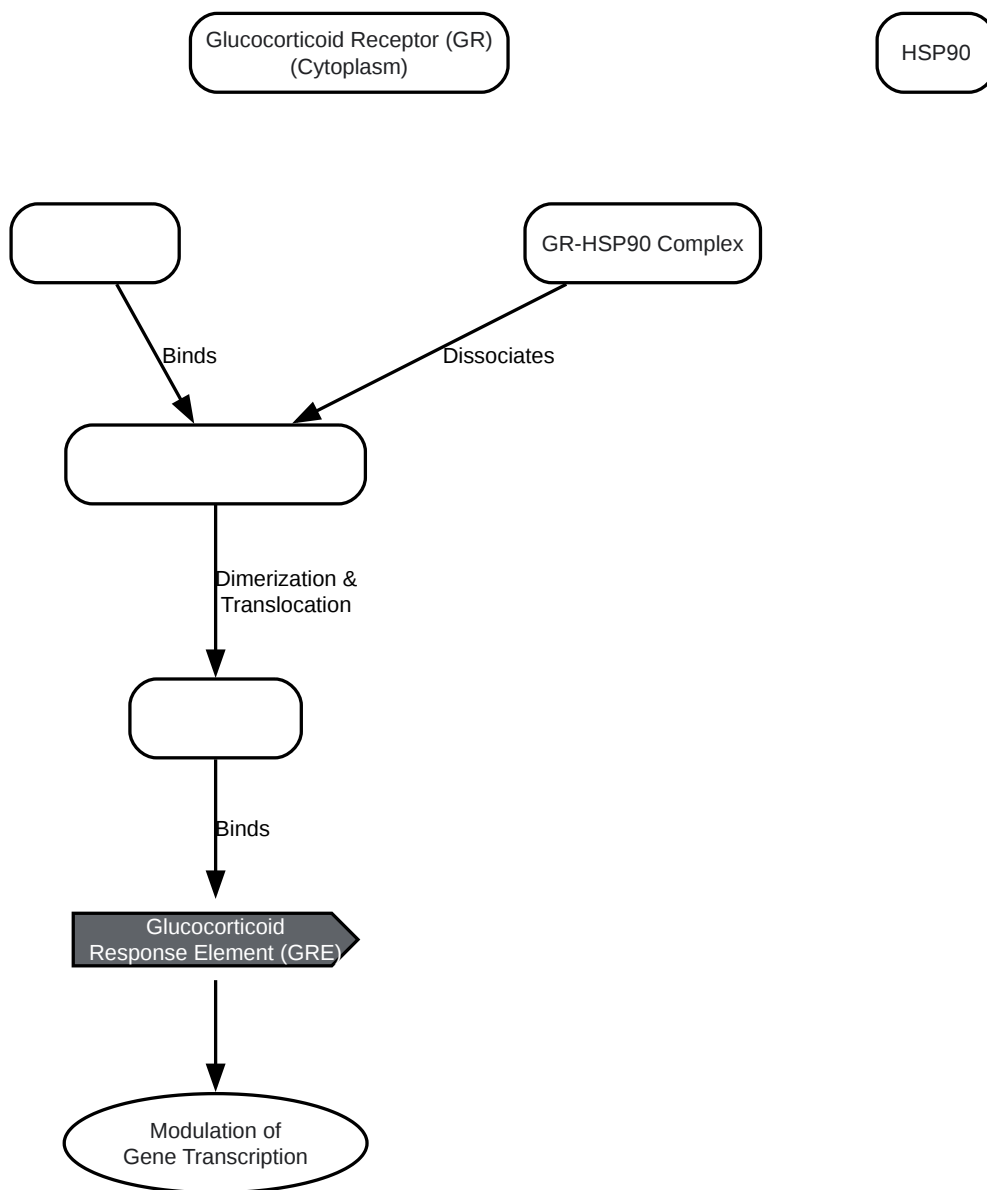 Glucocorticoid Receptor (GR)
(Cytoplasm)
HSP90
GR-HSP90 Complex
Binds
Dissociates
Dimerization &
Translocation
Binds
Glucocorticoid
Response Element (GRE)
Modulation of
Gene Transcription